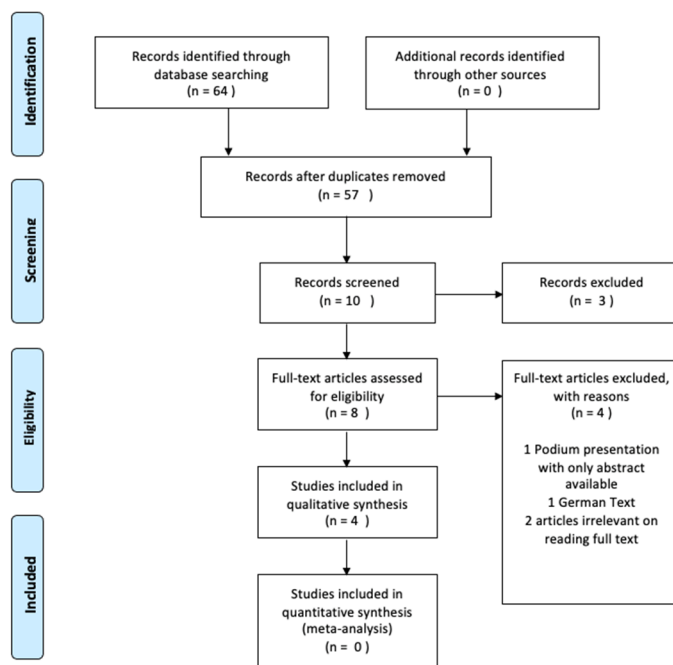 Identification
Records identified through
database searching
(n = 64 )
Additional records identified
through other sources
(n = 0 )
Records after duplicates removed
(n = 57 )
Screening
Records screened
(n = 10 )
Records excluded
(n = 3 )
Eligibility
Full-text articles assessed
for eligibility
(n = 8 )
Full-text articles excluded,
with reasons
(n = 4 )
1 Podium presentation
with only abstract
available
1 German Text
2 articles irrelevant on
reading full text
Studies included in
qualitative synthesis
(n = 4 )
Included
Studies included in
quantitative synthesis
(meta-analysis)
(n = 0 )